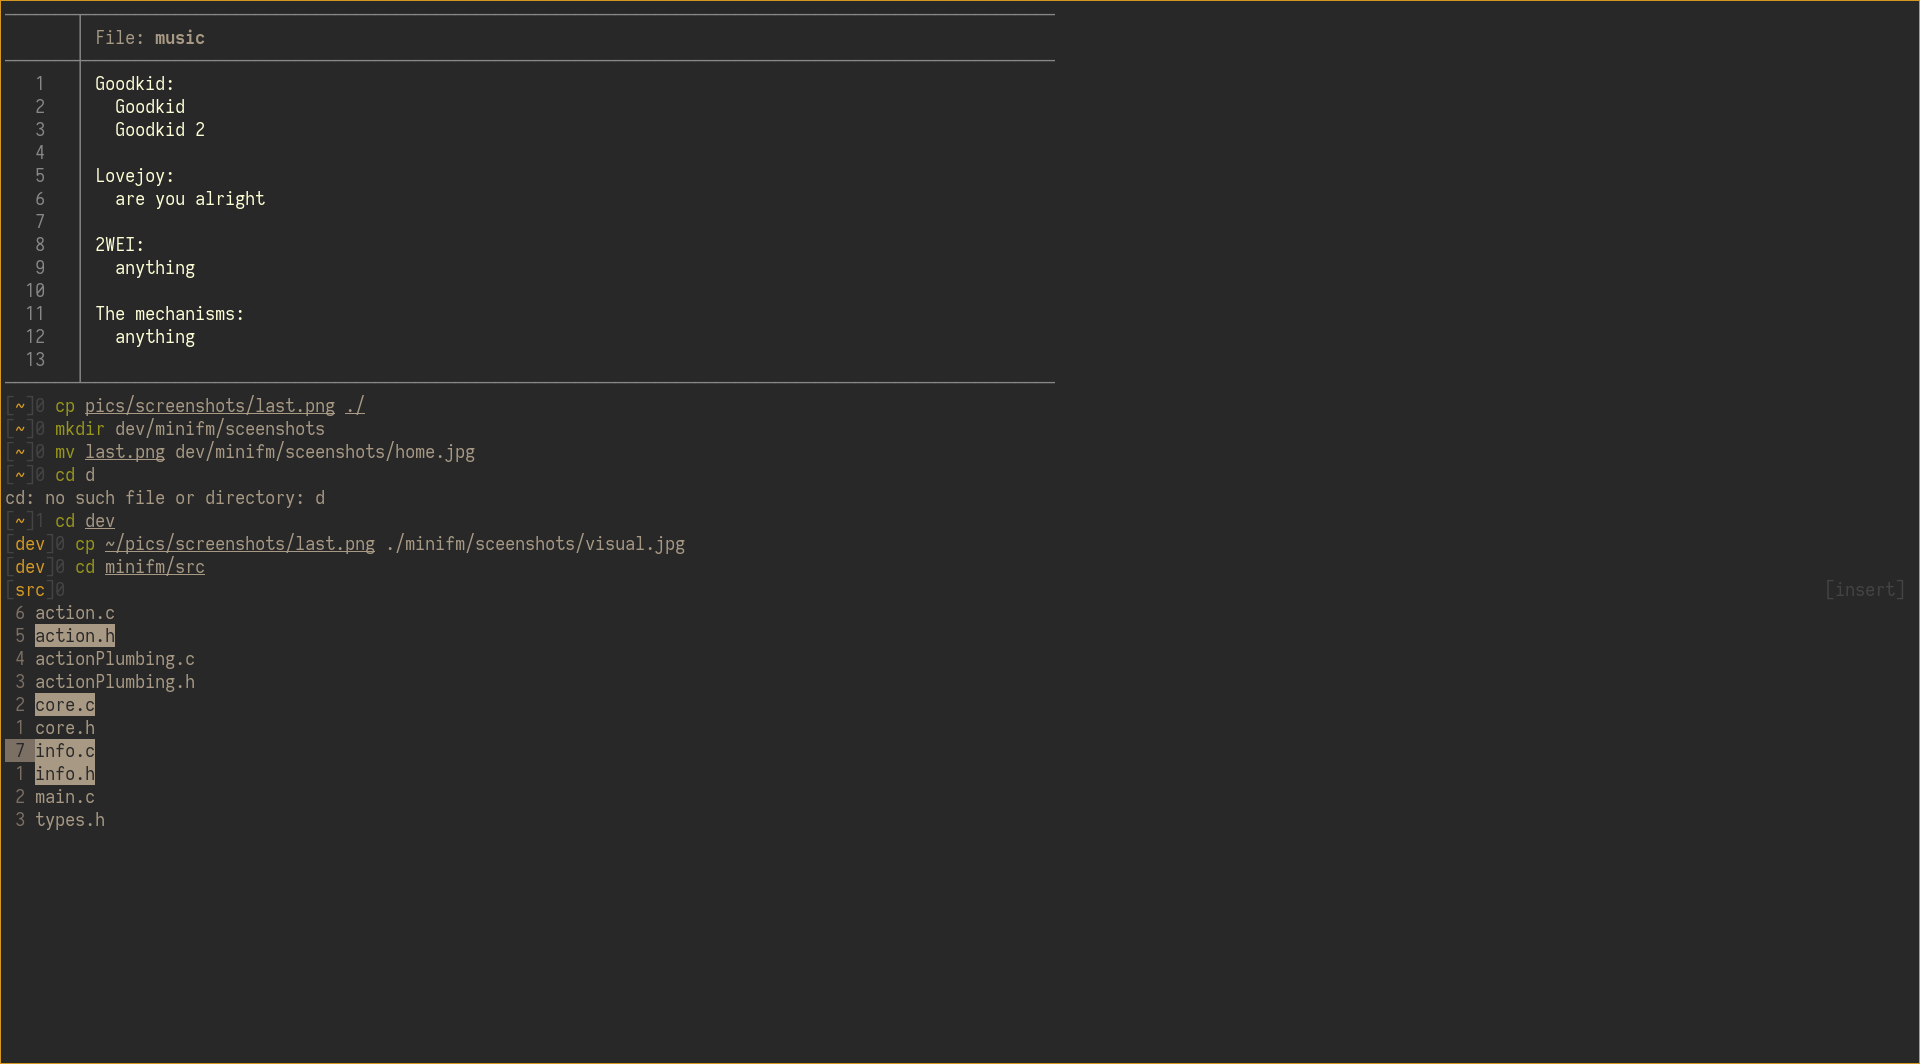 File: music
1 Goodkid:
2 Goodkid
3 Goodkid 2
4
5 Lovejoy:
6 are you alright
7
8 2WEI:
9 anything
10
11 The mechanisms:
12 anything
13
[~]0 cp pics/screenshots/last.png ./
[~]0 mkdir dev/minifm/sceenshots
[~]0 mv last.png dev/minifm/sceenshots/home.jpg
[~]0 cd d
cd: no such file or directory: d
[~]1 cd dev
[dev]0 cp ~/pics/screenshots/last.png ./minifm/sceenshots/visual.jpg
[dev]0 cd minifm/src
[src]0 [insert]
6 action.c
5 action.h
4 actionPlumbing.c
3 actionPlumbing.h
2 core.c
1 core.h
7 info.c
1 info.h
2 main.c
3 types.h